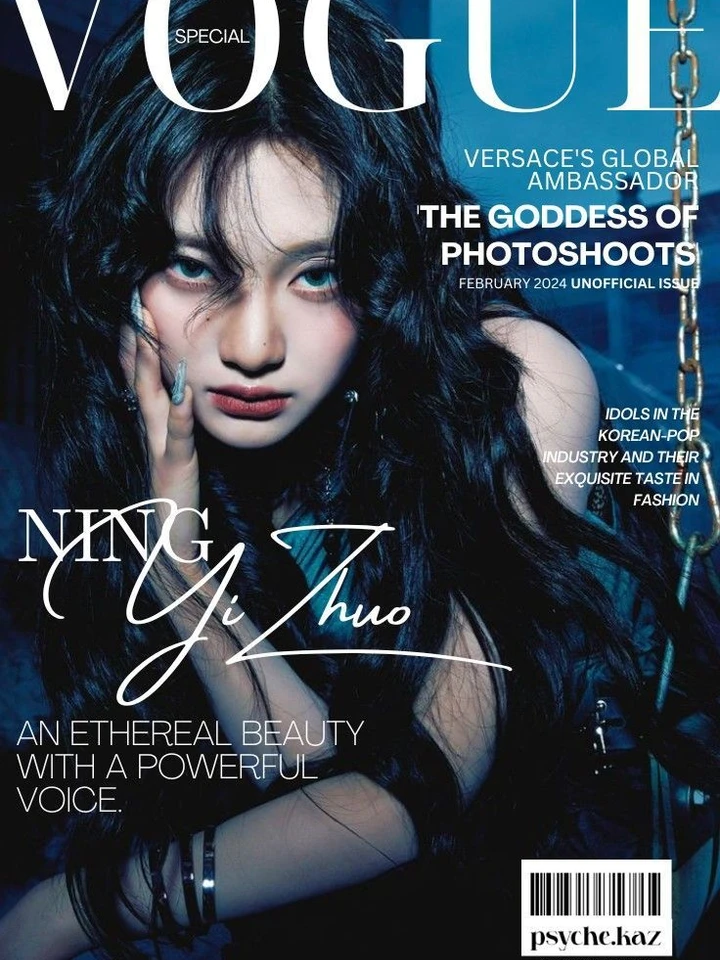 VOGUE
SPECIAL
VERSACE'S GLOBAL
AMBASSADOR
'THE GODDESS OF
PHOTOSHOOTS'
FEBRUARY 2024 UNOFFICIAL ISSUE
IDOLS IN THE
KOREAN-POP
INDUSTRY AND THEIR
EXQUISITE TASTE IN
FASHION
NING
Yi Zhuo
AN ETHEREAL BEAUTY
WITH A POWERFUL
VOICE.
psyche.kaz